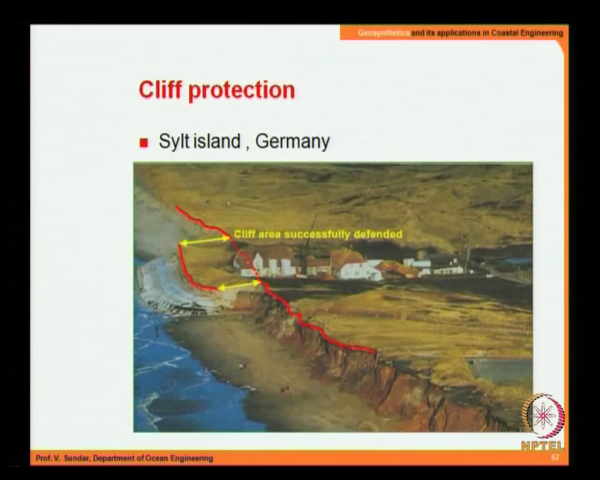 Geosynthetics and its applications in Coastal Engineering
Cliff protection
Sylt island , Germany
Cliff area successfully defended
NPTEL
Prof. V. Sundar, Department of Ocean Engineering
57